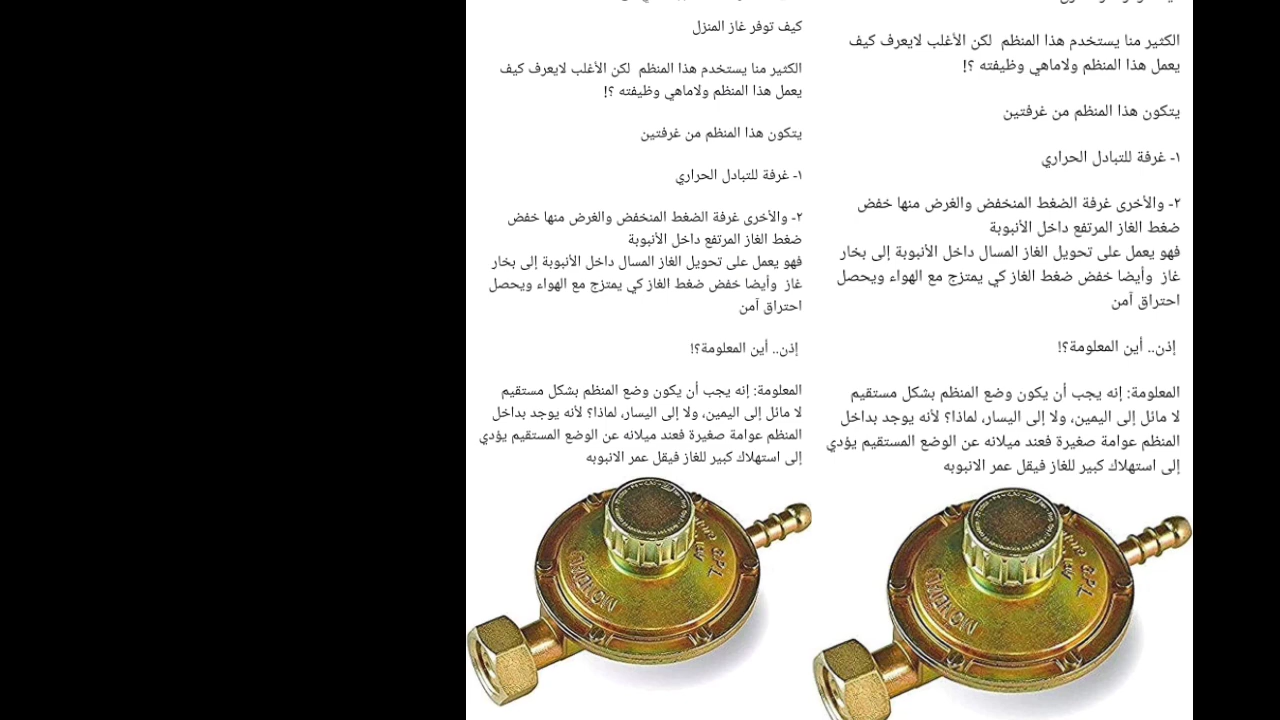 الكثير منا يستخدم هذا المنظم لكن الأغلب لايعرف كيف
يعمل هذا المنظم ولاماهي وظيفته ؟!
يتكون هذا المنظم من غرفتين
١- غرفة للتبادل الحراري
٢- والأخرى غرفة الضغط المنخفض والغرض منها خفض
ضغط الغاز المرتفع داخل الأنبوبة
فهو يعمل على تحويل الغاز المسال داخل الأنبوبة إلى بخار
غاز وأيضا خفض ضغط الغاز كي يمتزج مع الهواء ويحصل
احتراق آمن
إذن.. أين المعلومة؟!
المعلومة: إنه يجب أن يكون وضع المنظم بشكل مستقيم
لا مائل إلى اليمين، ولا إلى اليسار، لماذا؟ لأنه يوجد بداخل
المنظم عوامة صغيرة فعند ميلانه عن الوضع المستقيم يؤدي
إلى استهلاك كبير للغاز فيقل عمر الانبوبه
GPL
MONDIAL
كيف توفر غاز المنزل
الكثير منا يستخدم هذا المنظم لكن الأغلب لايعرف كيف
يعمل هذا المنظم ولاماهي وظيفته ؟!
يتكون هذا المنظم من غرفتين
١- غرفة للتبادل الحراري
٢- والأخرى غرفة الضغط المنخفض والغرض منها خفض
ضغط الغاز المرتفع داخل الأنبوبة
فهو يعمل على تحويل الغاز المسال داخل الأنبوبة إلى بخار
غاز وأيضا خفض ضغط الغاز كي يمتزج مع الهواء ويحصل
احتراق آمن
إذن.. أين المعلومة؟!
المعلومة: إنه يجب أن يكون وضع المنظم بشكل مستقيم
لا مائل إلى اليمين، ولا إلى اليسار، لماذا؟ لأنه يوجد بداخل
المنظم عوامة صغيرة فعند ميلانه عن الوضع المستقيم يؤدي
إلى استهلاك كبير للغاز فيقل عمر الانبوبه
GPL
MONDIAL